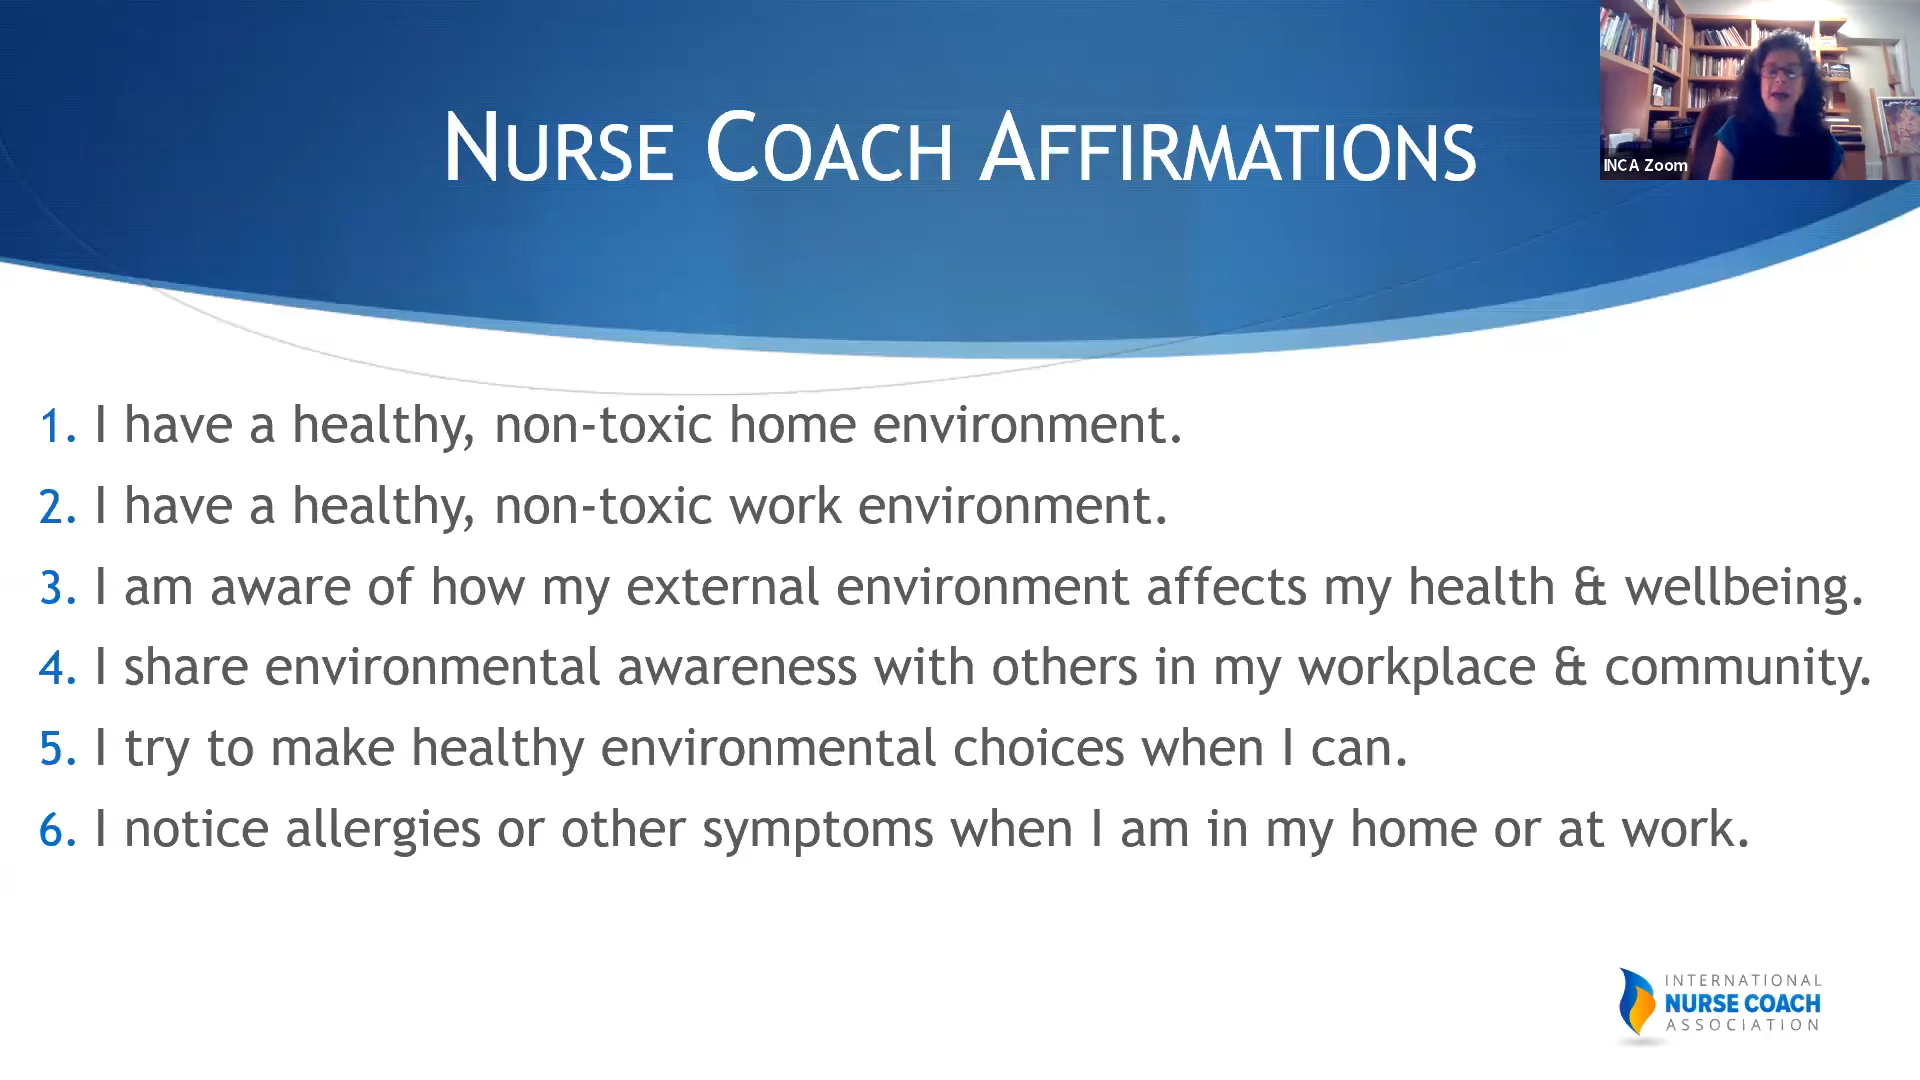 NURSE COACH AFFIRMATIONS
INCA Zoom
1. I have a healthy, non-toxic home environment.
2. I have a healthy, non-toxic work environment.
3. I am aware of how my external environment affects my health & wellbeing.
4. I share environmental awareness with others in my workplace & community.
5. I try to make healthy environmental choices when I can.
6. I notice allergies or other symptoms when I am in my home or at work.
INTERNATIONAL
NURSE COACH
ASSOCIATION